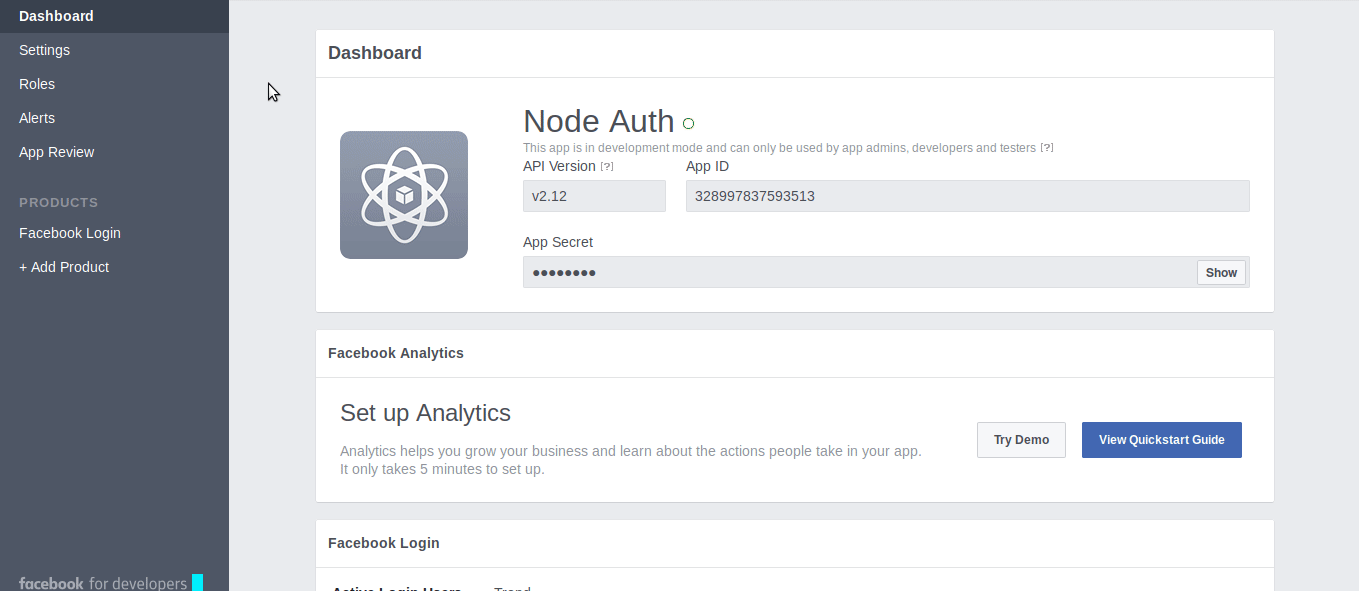 Dashboard
Settings
Roles
Alerts
App Review
PRODUCTS
Facebook Login
+ Add Product
facebook for developers
Dashboard
Node Auth
This app is in development mode and can only be used by app admins, developers and testers [?]
API Version [?] App ID
v2.12 328997837593513
App Secret
●●●●●●●● Show
Facebook Analytics
Set up Analytics
Analytics helps you grow your business and learn about the actions people take in your app.
It only takes 5 minutes to set up.
Try Demo View Quickstart Guide
Facebook Login
Active Login Users Trend